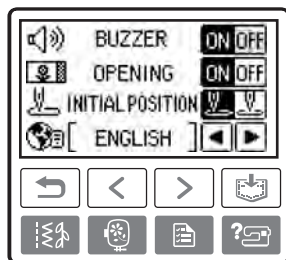 BUZZER ON OFF
OPENING ON OFF
INITIAL POSITION
[ ENGLISH ]
?